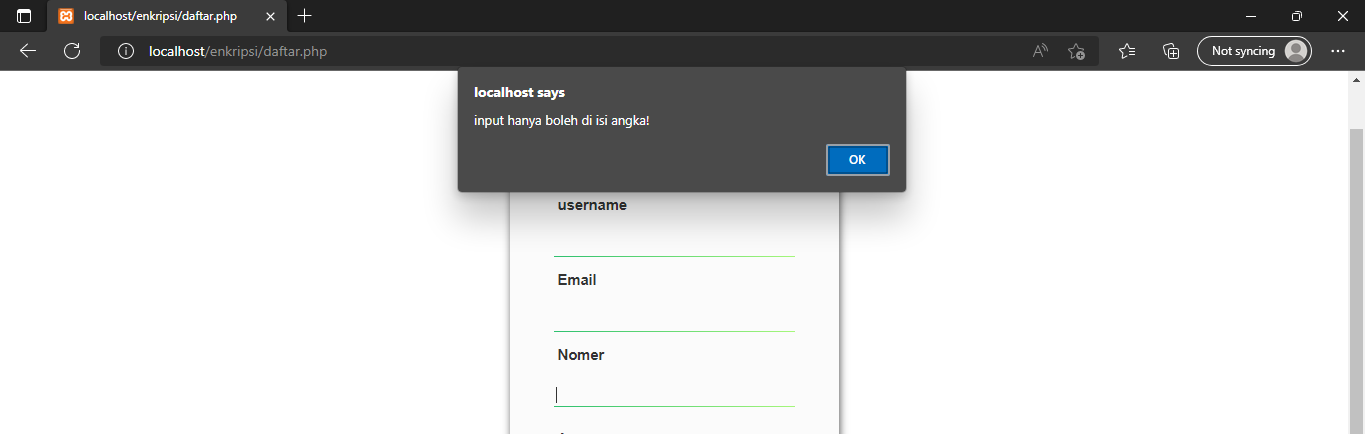 localhost/enkripsi/daftar.php
localhost/enkripsi/daftar.php
Not syncing
localhost says
input hanya boleh di isi angka!
OK
username
Email
Nomer